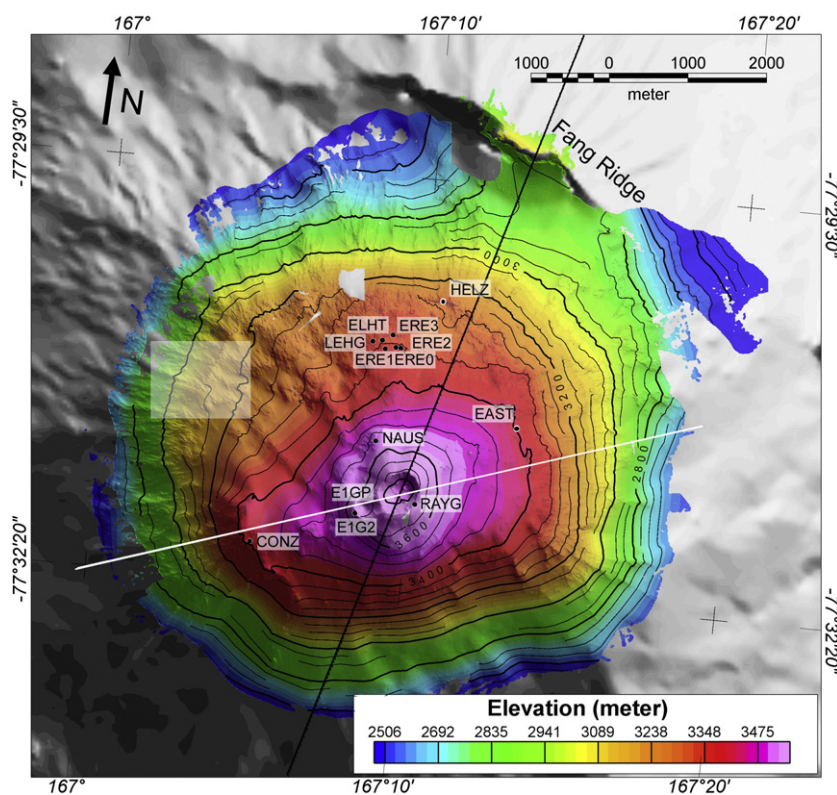 167° 167°10' 167°20'
1000 0 1000 2000
meter
N
Fang Ridge
-77°29'30"
-77°29'30"
3000
HELZ
ELHT ERE3
LEHG ERE2
ERE1 ERE0
3200
EAST
NAUS
2800
E1GP
RAYG
E1G2
3600
CONZ
3400
-77°32'20"
-77°32'20"
Elevation (meter)
2506 2692 2835 2941 3089 3238 3348 3475
167° 167°10' 167°20'